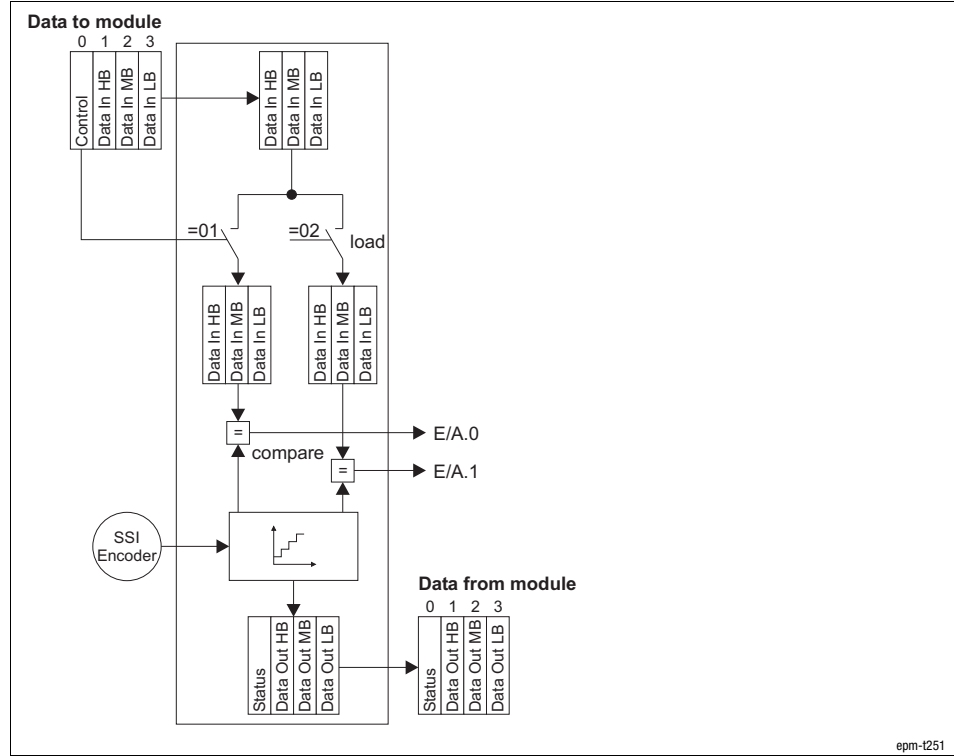 Data to module
0 1 2 3
Control
Data In HB
Data In MB
Data In LB
Data In HB
Data In MB
Data In LB
=01
=02
load
Data In HB
Data In MB
Data In LB
Data In HB
Data In MB
Data In LB
=
E/A.0
compare
=
E/A.1
SSI
Encoder
Data from module
0 1 2 3
Status
Data Out HB
Data Out MB
Data Out LB
Status
Data Out HB
Data Out MB
Data Out LB
epm-t251